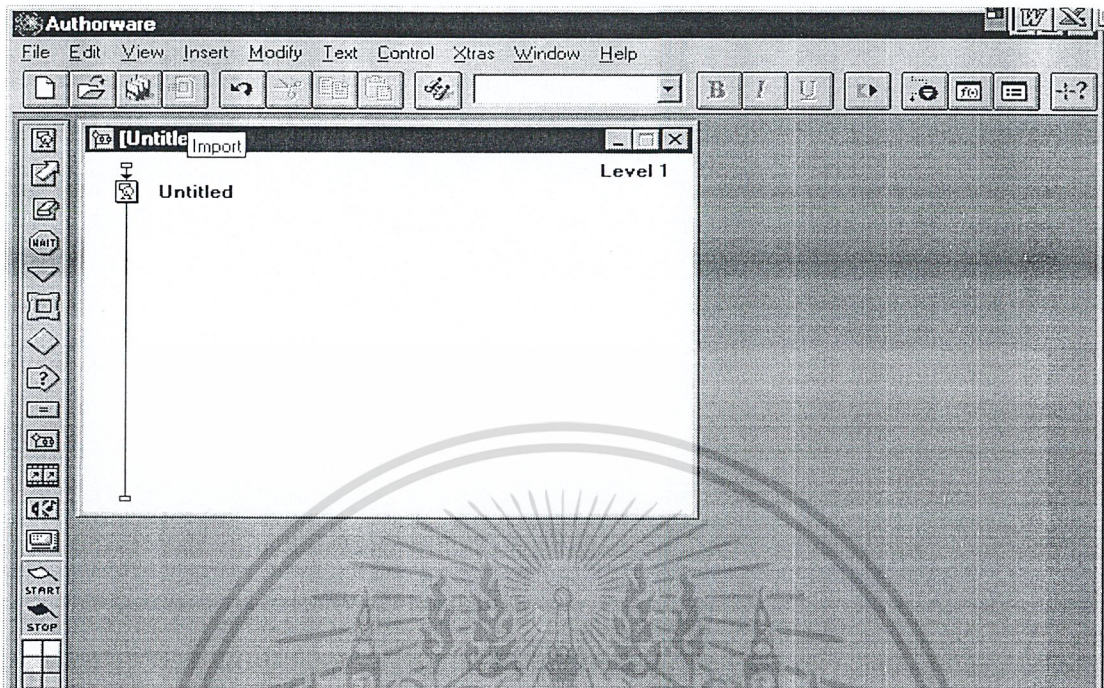 Authorware
File Edit View Insert Modify Text Control Xtras Window Help
B I U f() -¦-?
[Untitle
Import
Level 1
Untitled
WAIT
?
=
START
STOP